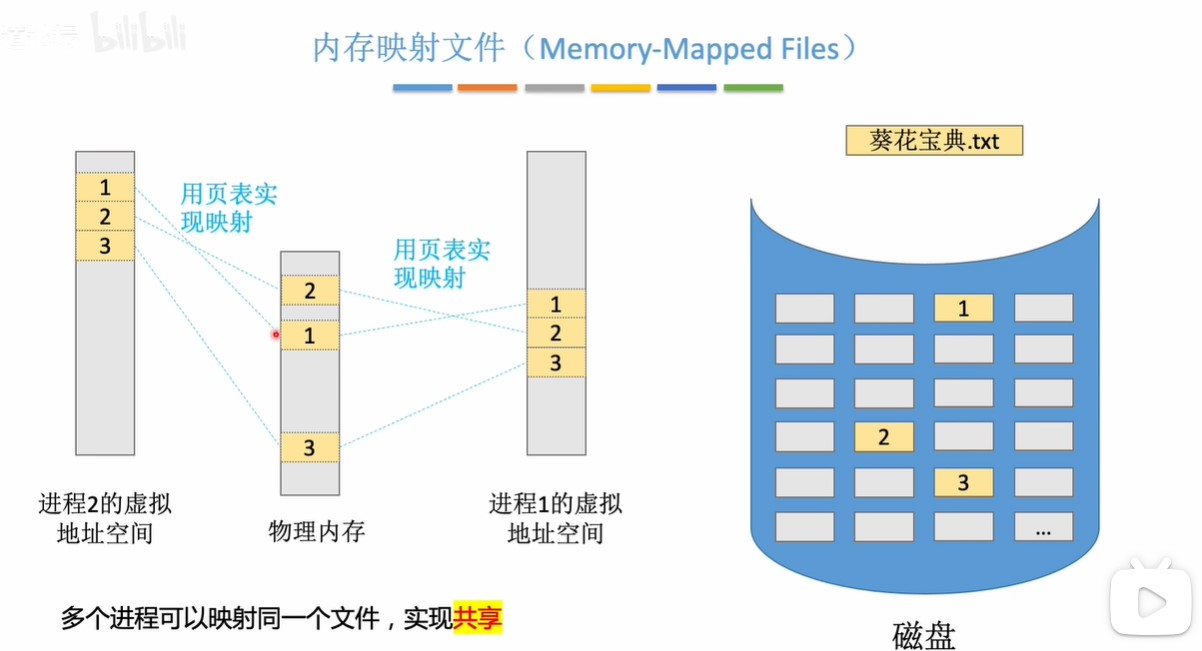 bilibili
内存映射文件（Memory-Mapped Files）
葵花宝典.txt
1
2
3
用页表实
现映射
2
1
3
用页表实
现映射
1
2
3
1
2
3
...
进程2的虚拟
地址空间
物理内存
进程1的虚拟
地址空间
多个进程可以映射同一个文件，实现共享
磁盘